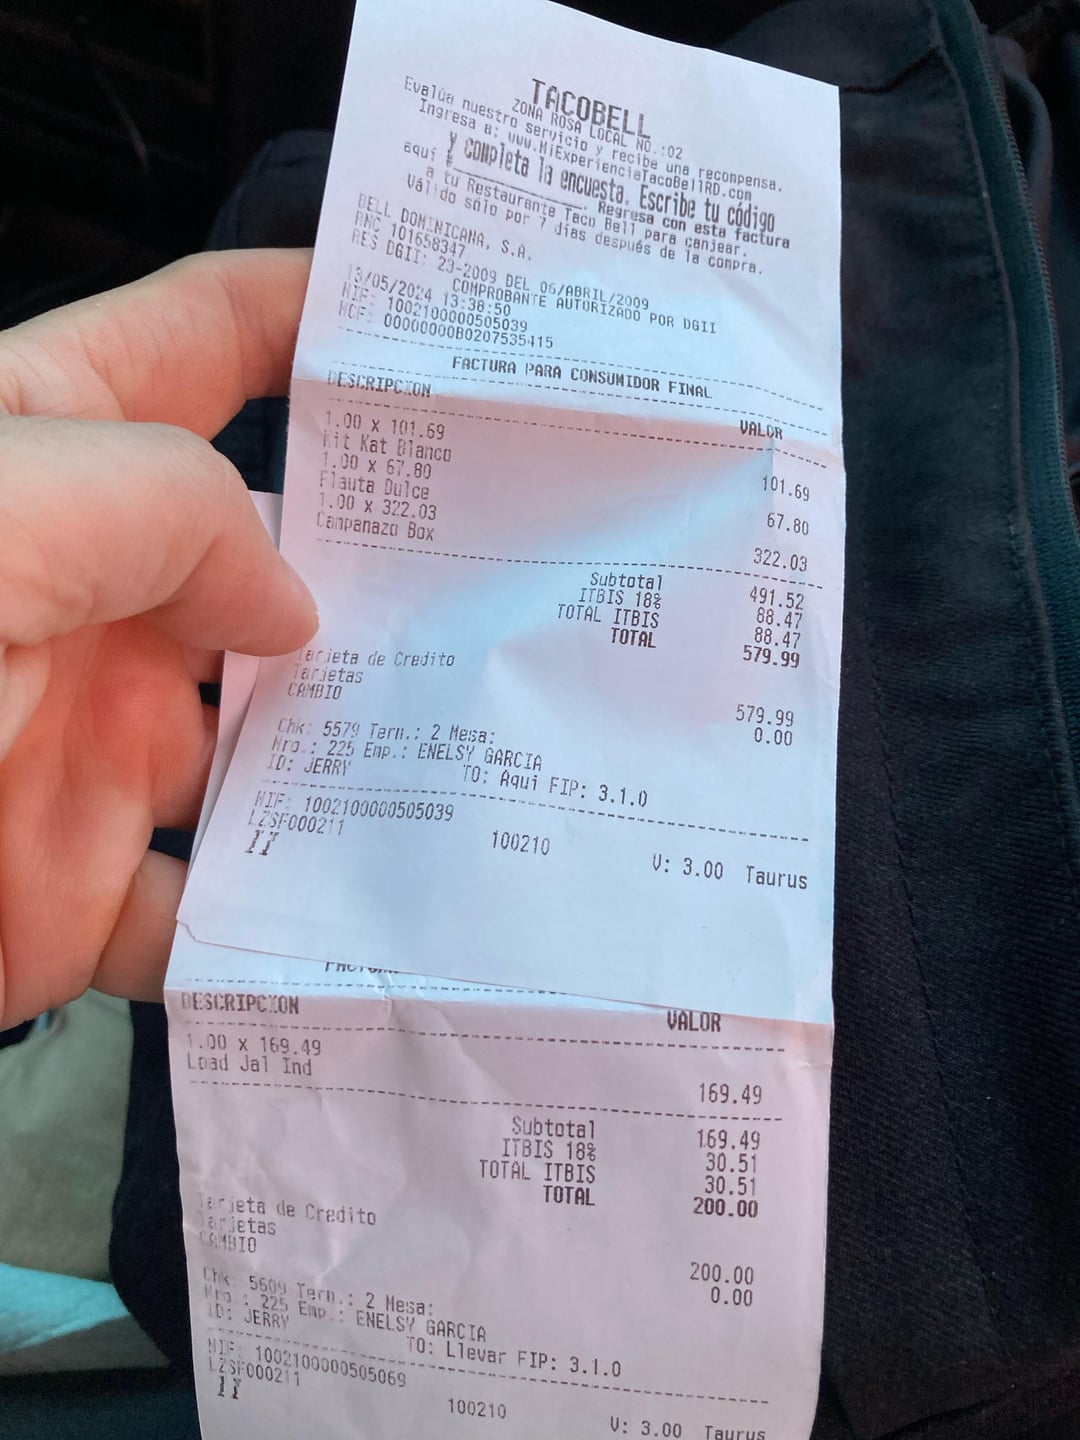 TACOBELL
ZONA ROSA LOCAL NO.:02
Evalúa nuestro servicio y recibe una recompensa.
Ingresa a: www.MiExperienciaTacoBellRD.com
y completa la encuesta. Escribe tu código
aquí ____________. Regresa con esta factura
a tu Restaurante Taco Bell para canjear.
Válido sólo por 7 días después de la compra.
BELL DOMINICANA, S.A.
RNC 101658347
RES DGII: 23-2009 DEL 06/ABRIL/2009
COMPROBANTE AUTORIZADO POR DGII
13/05/2024 13:38:50
NIF: 1002100000505039
NCF: 00000000B0207535415
FACTURA PARA CONSUMIDOR FINAL
DESCRIPCION VALOR
1.00 x 101.69
Kit Kat Blanco 101.69
1.00 x 67.80
Flauta Dulce 67.80
1.00 x 322.03
Campanazo Box 322.03
Subtotal 491.52
ITBIS 18% 88.47
TOTAL ITBIS 88.47
TOTAL 579.99
Tarjeta de Credito
Tarjetas 579.99
CAMBIO 0.00
Chk: 5579 Term.: 2 Mesa:
Nro.: 225 Emp.: ENELSY GARCIA
ID: JERRY TO: Aqui FIP: 3.1.0
NIF: 1002100000505039
LZSF000211
100210 V: 3.00 Taurus
DESCRIPCION VALOR
1.00 x 169.49
Load Jal Ind 169.49
Subtotal 169.49
ITBIS 18% 30.51
TOTAL ITBIS 30.51
TOTAL 200.00
Tarjeta de Credito
Tarjetas 200.00
CAMBIO 0.00
Chk: 5609 Term.: 2 Mesa:
Nro.: 225 Emp.: ENELSY GARCIA
ID: JERRY TO: Llevar FIP: 3.1.0
NIF: 1002100000505069
LZSF000211
100210 V: 3.00 Taurus